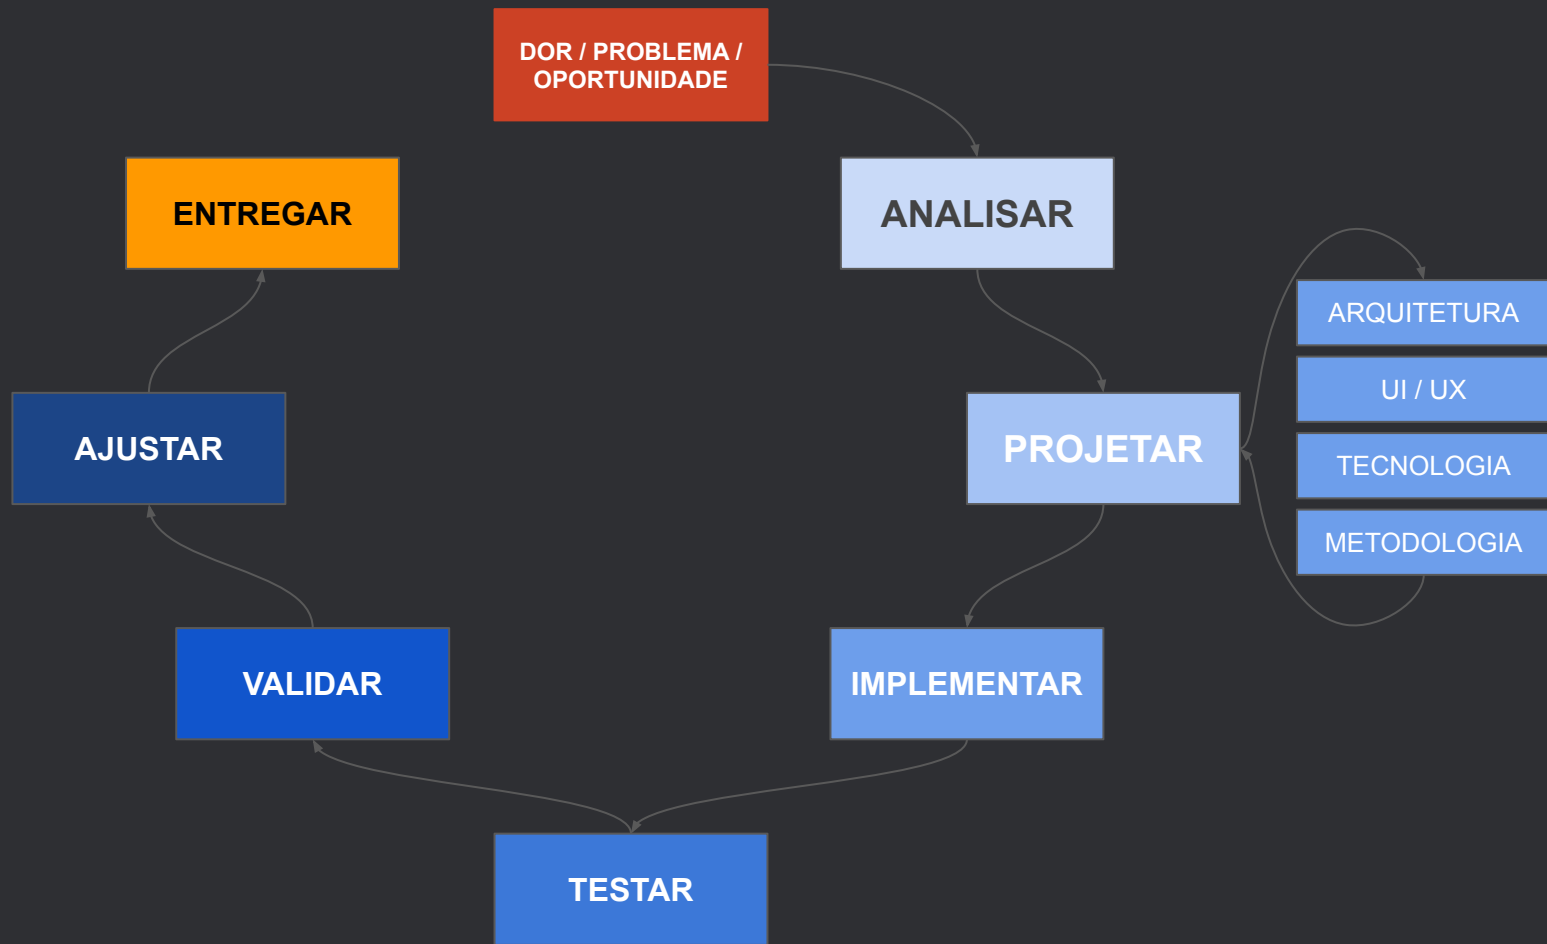 DOR / PROBLEMA /
OPORTUNIDADE
ANALISAR
PROJETAR
ARQUITETURA
UI / UX
TECNOLOGIA
METODOLOGIA
IMPLEMENTAR
TESTAR
VALIDAR
AJUSTAR
ENTREGAR